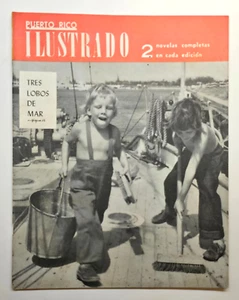 PUERTO RICO
ILUSTRADO
2 novelas completas
en cada edición
TRES
LOBOS
DE
MAR